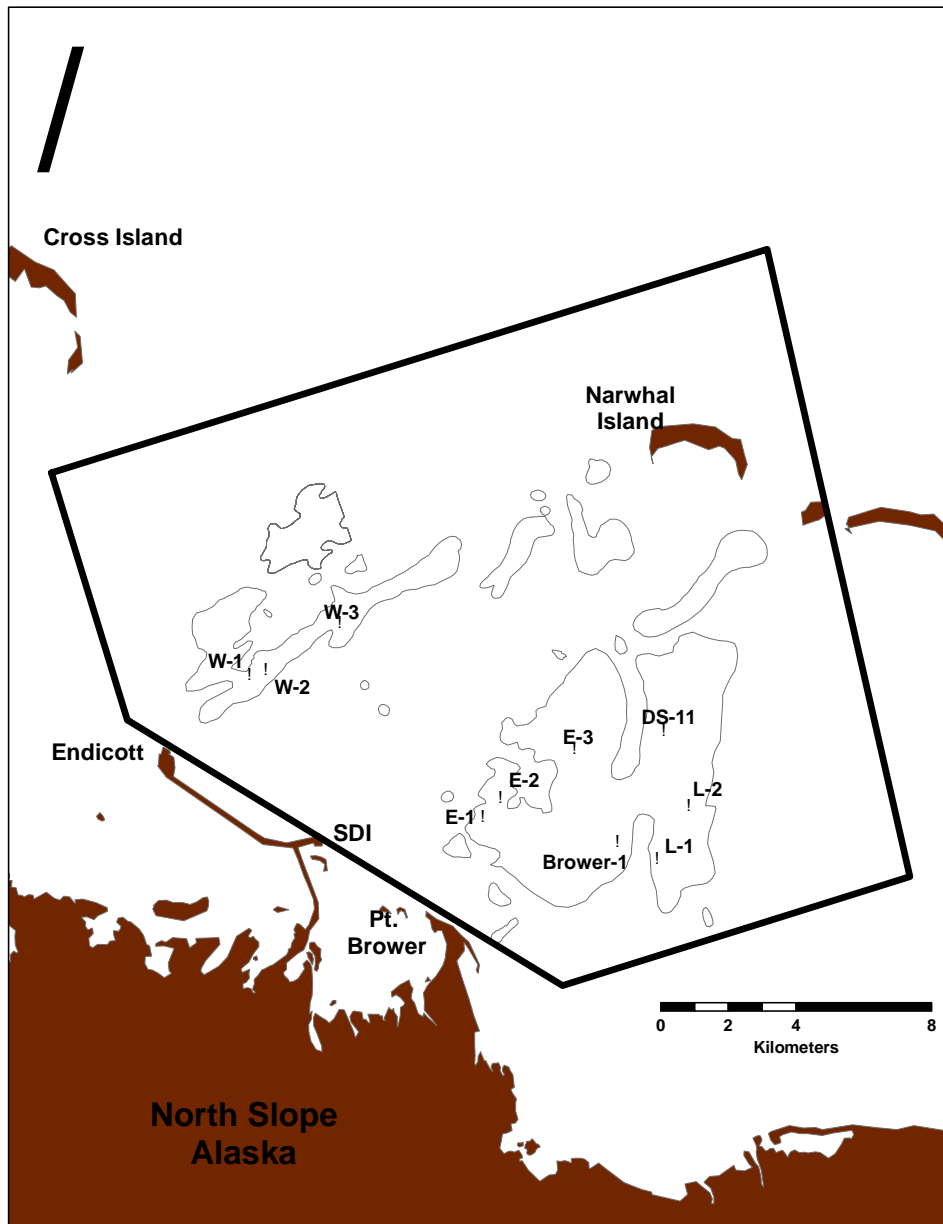 Cross Island
Narwhal
Island
W-3
!
W-1
!
!
W-2
DS-11
!
E-3
!
Endicott
E-2
!
L-2
!
E-1
!
SDI
!
Brower-1
L-1
!
Pt.
Brower
0 2 4 8
Kilometers
North Slope
Alaska